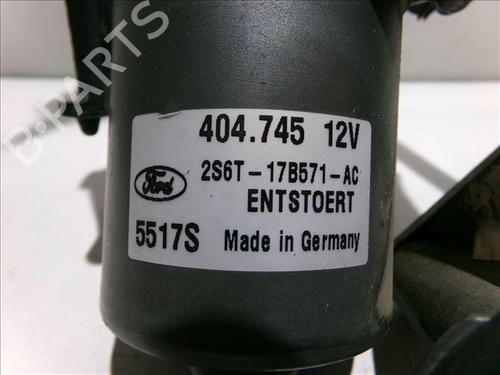 B-PARTS
404.745 12V
Ford
2S6T-17B571-AC
ENTSTOERT
5517S Made in Germany